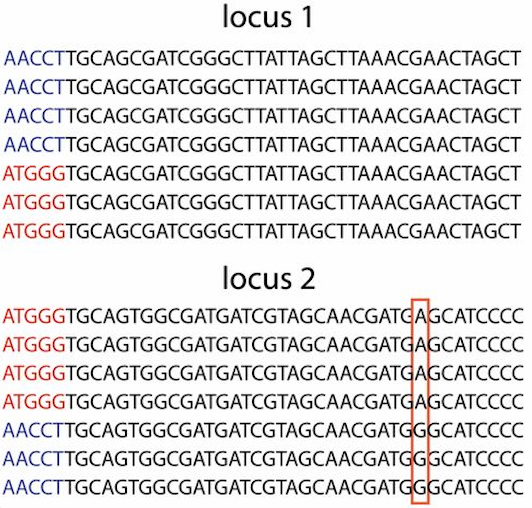 locus 1
AACCTTGCAGCGATCGGGCTTATTAGCTTAAACGAACTAGCT
AACCTTGCAGCGATCGGGCTTATTAGCTTAAACGAACTAGCT
AACCTTGCAGCGATCGGGCTTATTAGCTTAAACGAACTAGCT
AACCTTGCAGCGATCGGGCTTATTAGCTTAAACGAACTAGCT
ATGGGTGCAGCGATCGGGCTTATTAGCTTAAACGAACTAGCT
ATGGGTGCAGCGATCGGGCTTATTAGCTTAAACGAACTAGCT
ATGGGTGCAGCGATCGGGCTTATTAGCTTAAACGAACTAGCT
locus 2
ATGGGTGCAGTGGCGATGATCGTAGCAACGATGAGCATCCCC
ATGGGTGCAGTGGCGATGATCGTAGCAACGATGAGCATCCCC
ATGGGTGCAGTGGCGATGATCGTAGCAACGATGAGCATCCCC
ATGGGTGCAGTGGCGATGATCGTAGCAACGATGAGCATCCCC
AACCTTGCAGTGGCGATGATCGTAGCAACGATGGGCATCCCC
AACCTTGCAGTGGCGATGATCGTAGCAACGATGGGCATCCCC
AACCTTGCAGTGGCGATGATCGTAGCAACGATGGGCATCCCC